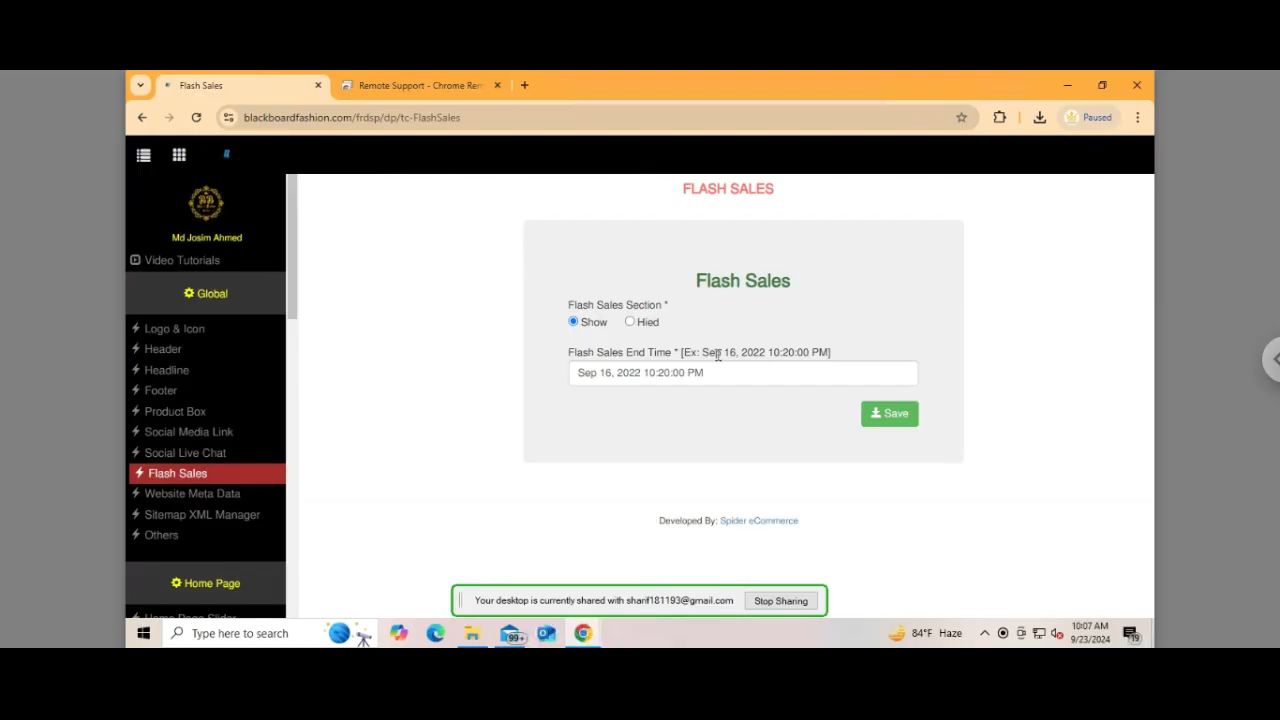 Flash Sales
Remote Support - Chrome Rem
blackboardfashion.com/frdsp/dp/tc-FlashSales
Paused
FLASH SALES
Md Josim Ahmed
Video Tutorials
Global
Logo & Icon
Header
Headline
Footer
Product Box
Social Media Link
Social Live Chat
Flash Sales
Website Meta Data
Sitemap XML Manager
Others
Home Page
Home Page Slider
Flash Sales
Flash Sales Section *
Show Hied
Flash Sales End Time * [Ex: Sep 16, 2022 10:20:00 PM]
Sep 16, 2022 10:20:00 PM
Save
Developed By: Spider eCommerce
Your desktop is currently shared with sharif181193@gmail.com Stop Sharing
Type here to search
99+
84°F Haze
10:07 AM
9/23/2024
19